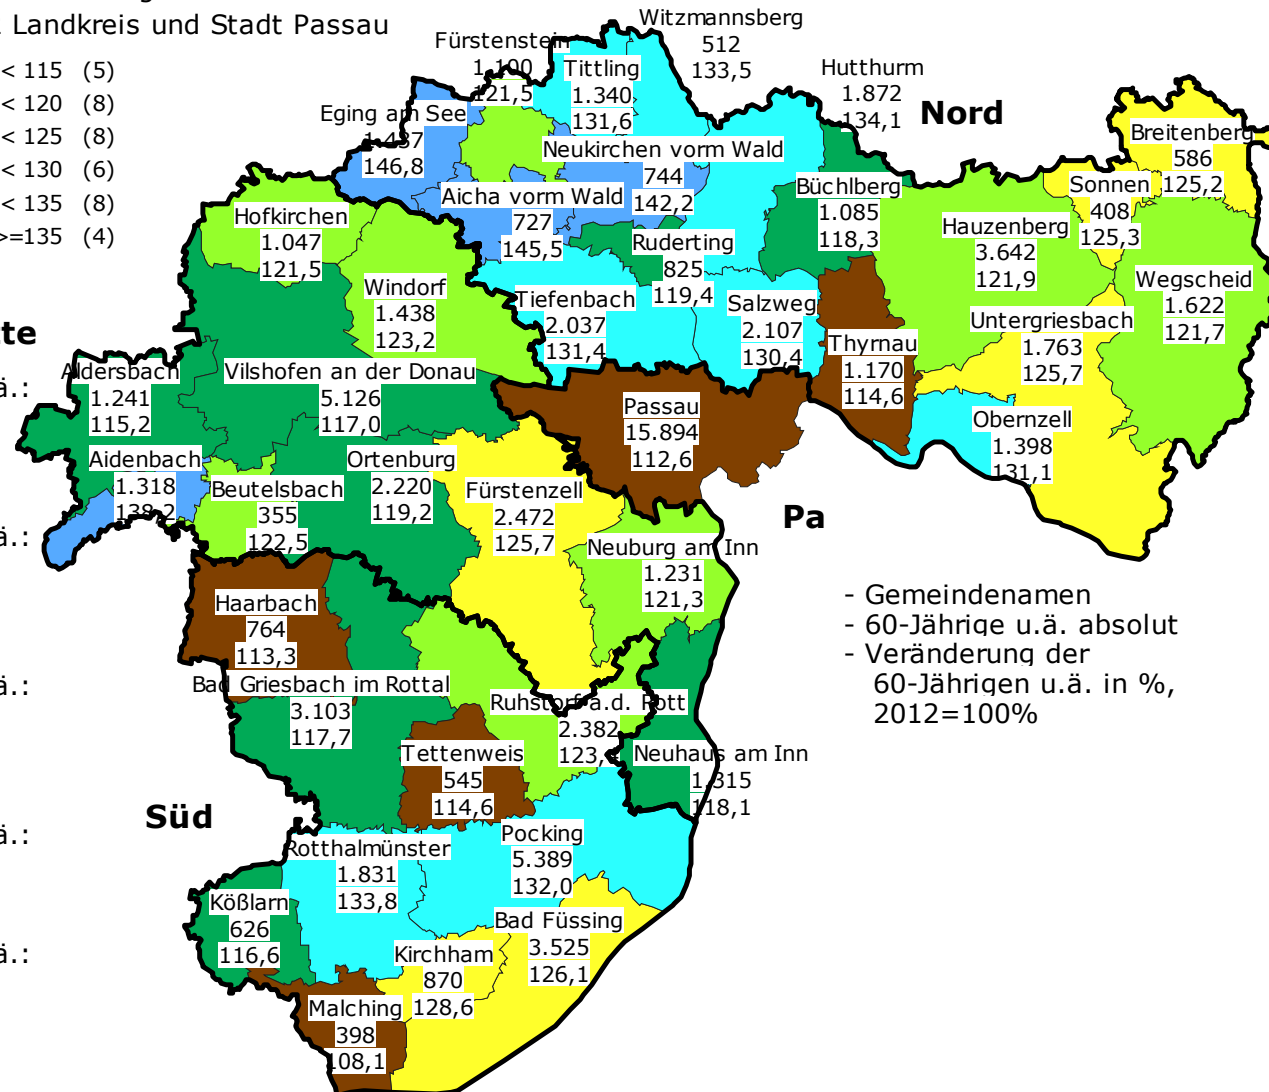 Landkreis und Stadt Passau
< 115 (5)
< 120 (8)
< 125 (8)
< 130 (6)
< 135 (8)
>=135 (4)
Witzmannsberg
512
133,5
Fürstenstein
1.100
121,5
Tittling
1.340
131,6
Hutthurm
1.872
134,1
Nord
Eging am See
146,8
Neukirchen vorm Wald
744
142,2
Breitenberg
586
125,2
Aicha vorm Wald
727
145,5
Büchlberg
1.085
118,3
Sonnen
408
125,3
Hofkirchen
1.047
121,5
Ruderting
825
119,4
Hauzenberg
3.642
121,9
Wegscheid
1.622
121,7
Windorf
1.438
123,2
Tiefenbach
2.037
131,4
Salzweg
2.107
130,4
Untergriesbach
1.763
125,7
Thyrnau
1.170
114,6
te
Aldersbach
1.241
115,2
ä.:
Vilshofen an der Donau
5.126
117,0
Passau
15.894
112,6
Obernzell
1.398
131,1
Aidenbach
1.318
138,2
Beutelsbach
355
122,5
Ortenburg
2.220
119,2
Fürstenzell
2.472
125,7
Pa
ä.:
Neuburg am Inn
1.231
121,3
Haarbach
764
113,3
- Gemeindenamen
- 60-Jährige u.ä. absolut
- Veränderung der
60-Jährigen u.ä. in %,
2012=100%
ä.:
Bad Griesbach im Rottal
3.103
117,7
Ruhstorf a.d. Rott
2.382
Tettenweis
545
114,6
Neuhaus am Inn
1.315
118,1
Süd
ä.:
Rotthalmünster
1.831
133,8
Pocking
5.389
132,0
Kößlarn
626
116,6
Bad Füssing
3.525
126,1
ä.:
Kirchham
870
128,6
Malching
398
108,1